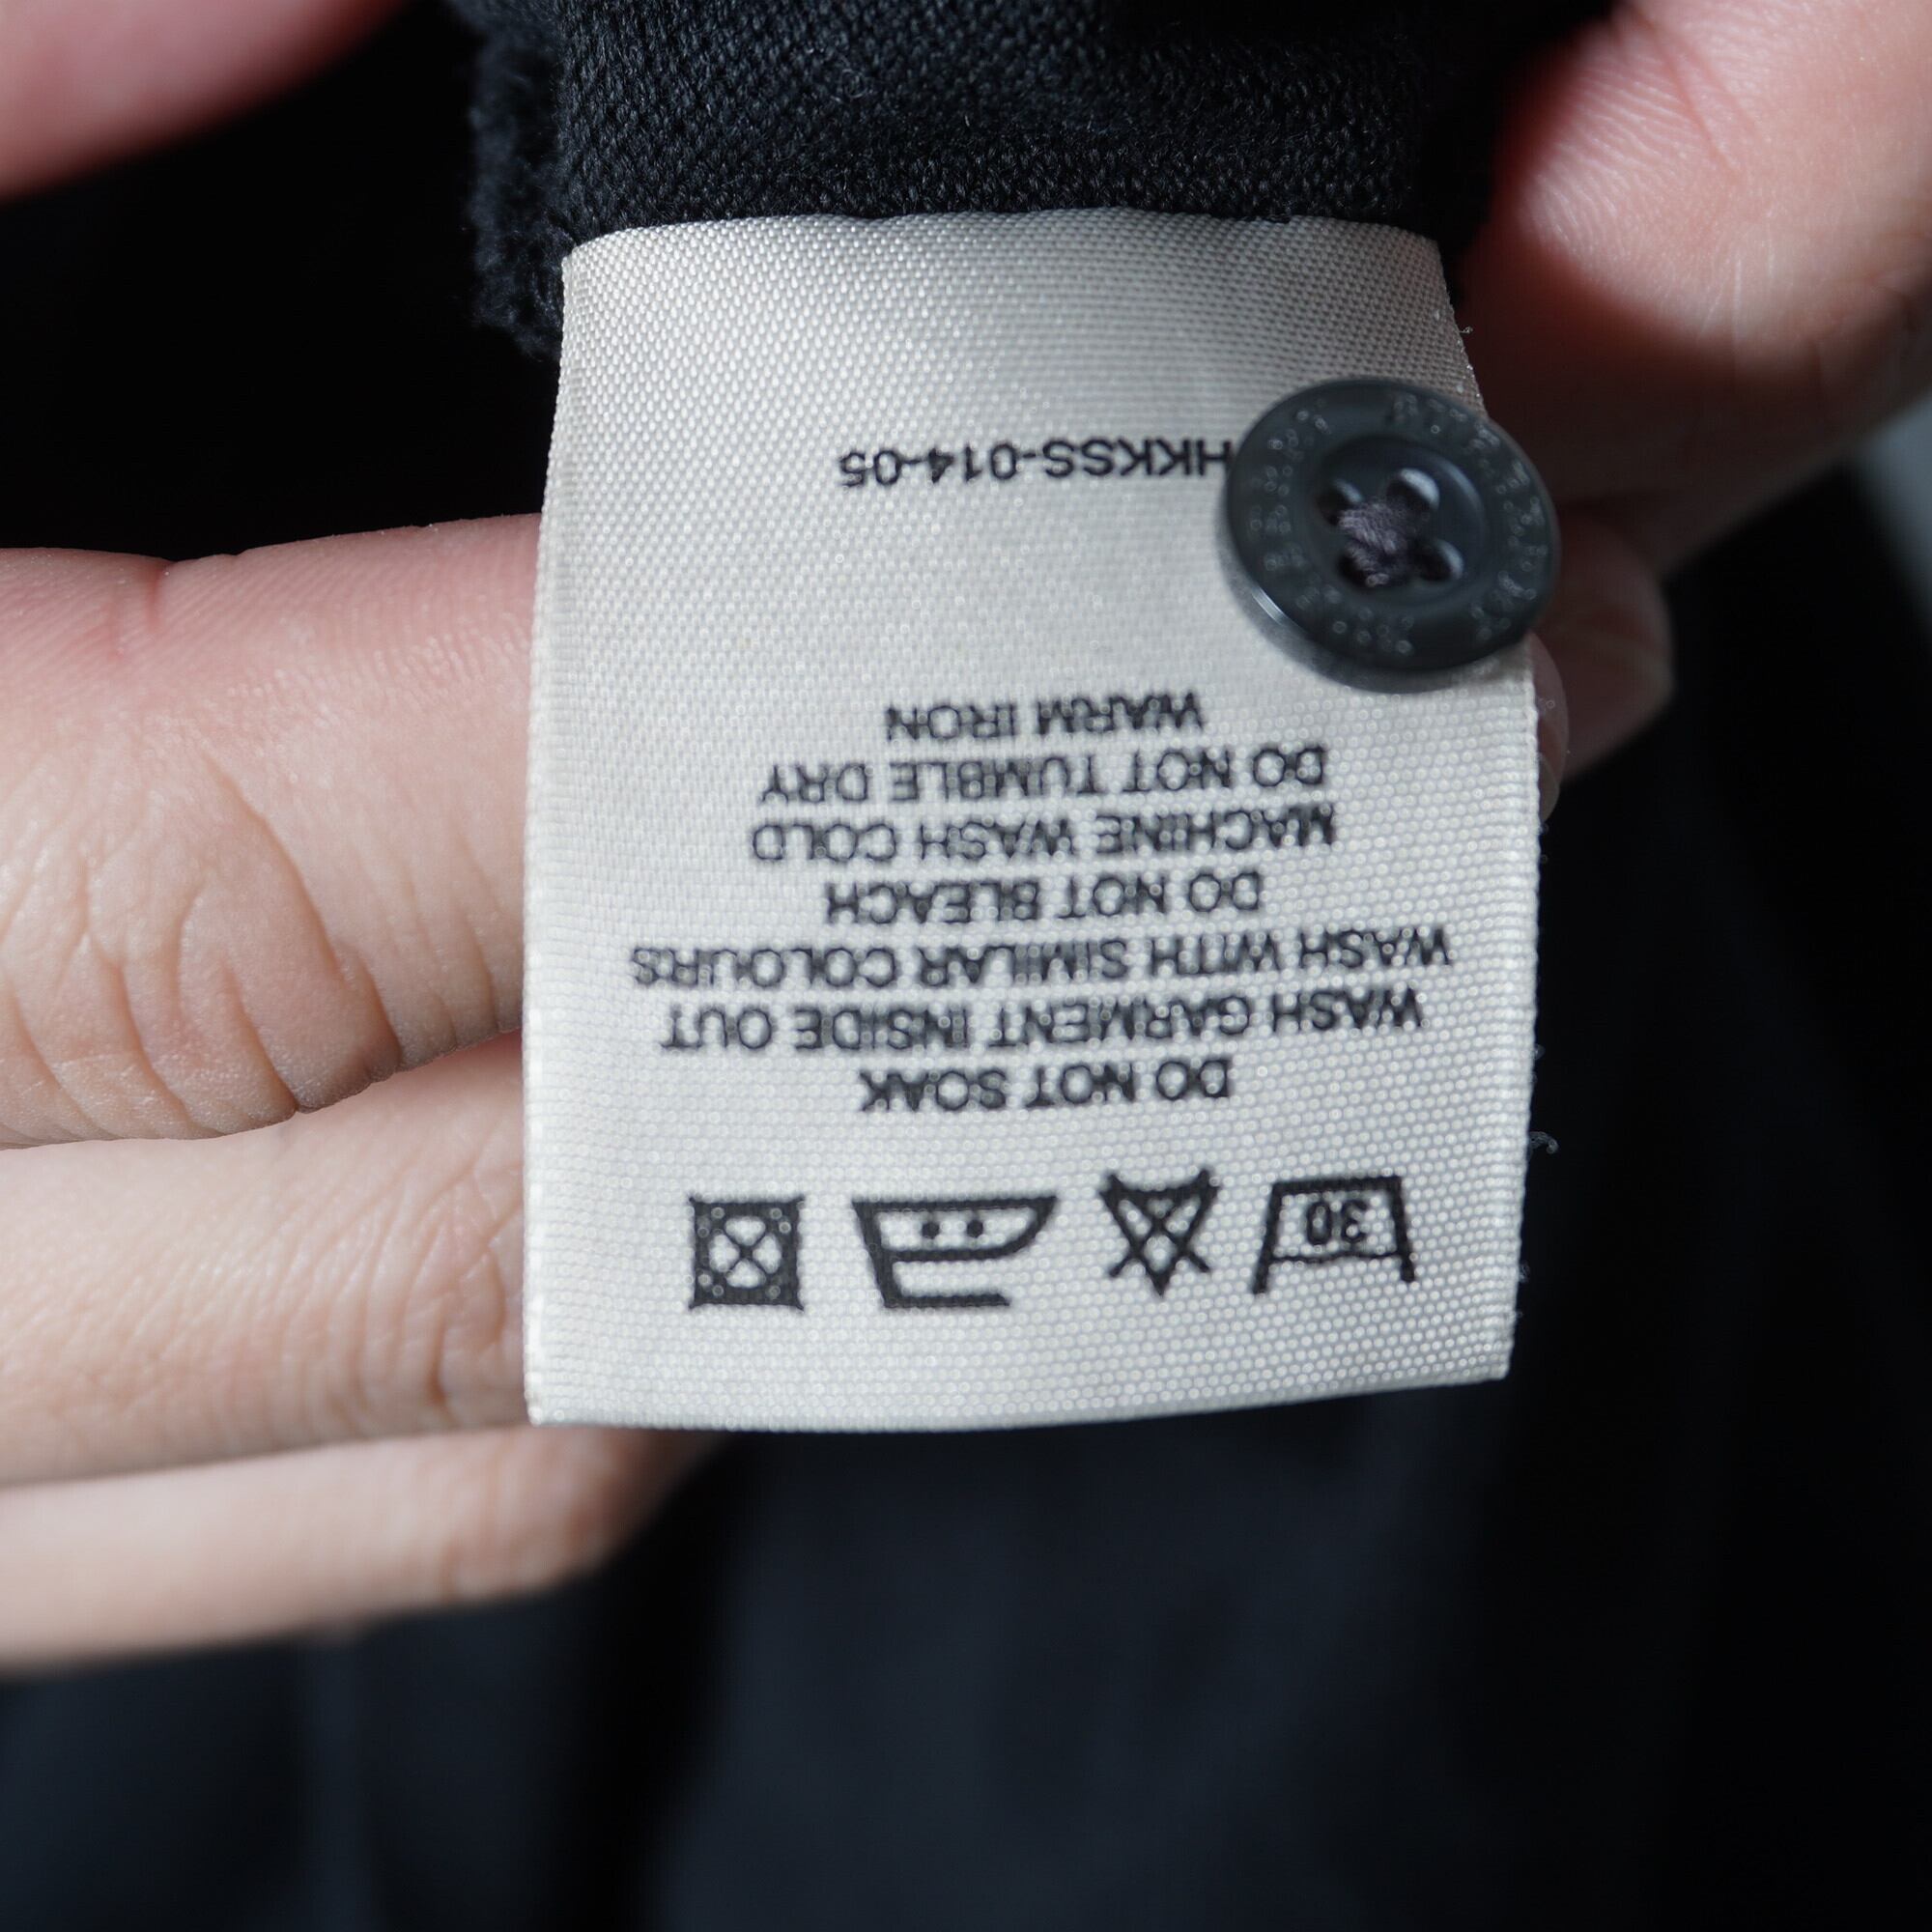 30
DO NOT SOAK
WASH GARMENT INSIDE OUT
WASH WITH SIMILAR COLOURS
DO NOT BLEACH
MACHINE WASH COLD
DO NOT TUMBLE DRY
WARM IRON
HKKSS-014-05